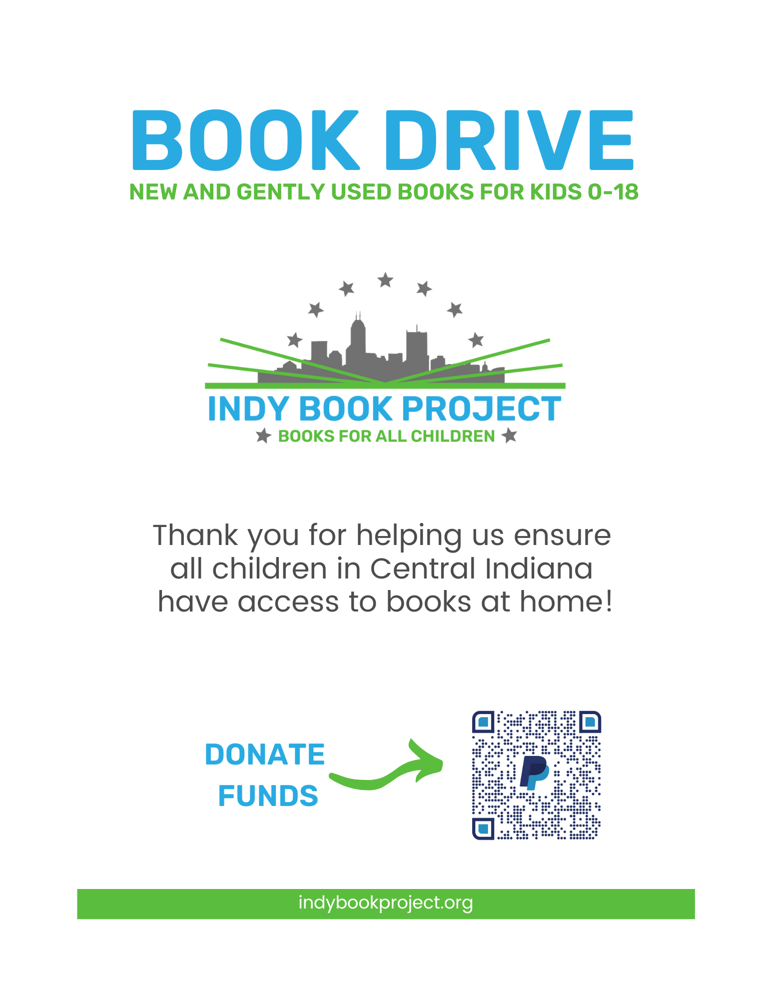 BOOK DRIVE
NEW AND GENTLY USED BOOKS FOR KIDS 0-18
INDY BOOK PROJECT
BOOKS FOR ALL CHILDREN
Thank you for helping us ensure
all children in Central Indiana
have access to books at home!
DONATE
FUNDS
indybookproject.org